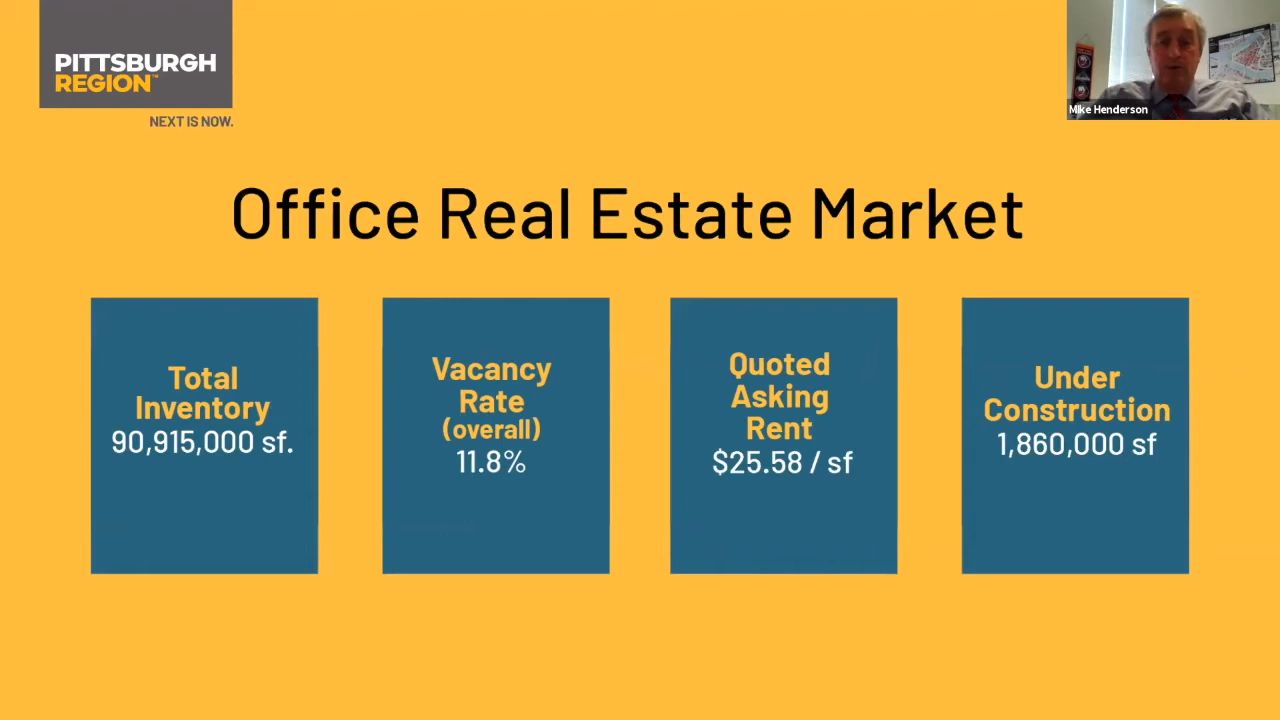 PITTSBURGH
REGION™
NEXT IS NOW.
Mike Henderson
Office Real Estate Market
Total
Inventory
90,915,000 sf.
Vacancy
Rate
(overall)
11.8%
Quoted
Asking
Rent
$25.58 / sf
Under
Construction
1,860,000 sf